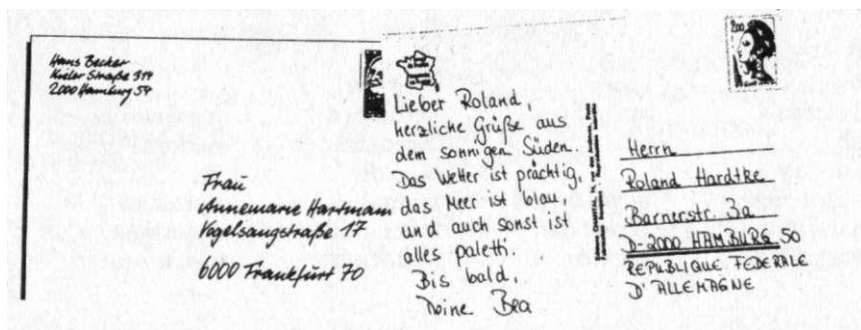 Hans Becker
Kieler Straße 319
2000 Hamburg 54
Frau
Annemarie Hartmann
Vogelsangstraße 17
6000 Frankfurt 70
Lieber Roland,
herzliche Grüße aus
dem sonnigen Süden.
Das Wetter ist prächtig,
das Meer ist blau
und auch sonst ist
alles paletti.
Bis bald,
Deine Bea
Herrn
Roland Hardtke
Barnerstr. 3a
D-2000 HAMBURG 50
REPUBLIQUE FEDERALE
D'ALLEMAGNE